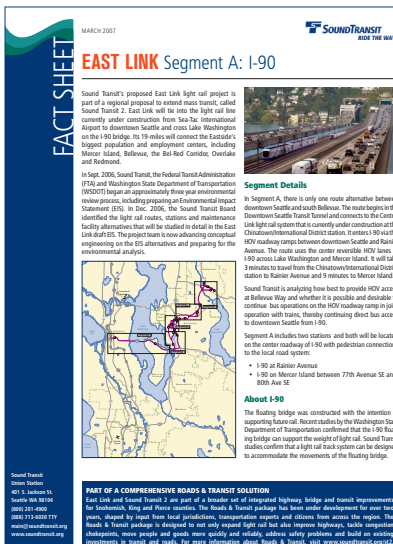 MARCH 2007
SOUNDTRANSIT
RIDE THE WA
FACT SHEET
EAST LINK Segment A: I-90
Sound Transit's proposed East Link light rail project is
part of a regional proposal to extend mass transit, called
Sound Transit 2. East Link will tie into the light rail line
currently under construction from Sea-Tac International
Airport to downtown Seattle and cross Lake Washington
on the I-90 bridge. Its 19-miles will connect the Eastside's
biggest population and employment centers, including
Mercer Island, Bellevue, the Bel-Red Corridor, Overlake
and Redmond.
In Sept. 2006, Sound Transit, the Federal Transit Administration
(FTA) and Washington State Department of Transportation
(WSDOT) began an approximately three year environmental
review process, including preparing an Environmental Impact
Statement (EIS). In Dec. 2006, the Sound Transit Board
identified the light rail routes, stations and maintenance
facility alternatives that will be studied in detail in the East
Link draft EIS. The project team is now advancing conceptual
engineering on the EIS alternatives and preparing for the
environmental analysis.
Segment Details
In Segment A, there is only one route alternative betwee
downtown Seattle and south Bellevue. The route begins in th
Downtown Seattle Transit Tunnel and connects to the Centr
Link light rail system that is currently under construction at th
Chinatown/International District station. It enters I-90 via th
HOV roadway ramps between downtown Seattle and Raini
Avenue. The route uses the center reversible HOV lanes
I-90 across Lake Washington and Mercer Island. It will tak
3 minutes to travel from the Chinatown/International Distri
station to Rainier Avenue and 9 minutes to Mercer Island
Sound Transit is analyzing how best to provide HOV acce
at Bellevue Way and whether it is possible and desirable
continue bus operations on the HOV roadway ramp in joi
operation with trains, thereby continuing direct bus acce
to downtown Seattle from I-90.
Segment A includes two stations and both will be locate
on the center roadway of I-90 with pedestrian connection
to the local road system:
• I-90 at Rainier Avenue
• I-90 on Mercer Island between 77th Avenue SE an
80th Ave SE
About I-90
The floating bridge was constructed with the intention
supporting future rail. Recent studies by the Washington Sta
Department of Transportation confirmed that the I-90 floa
ing bridge can support the weight of light rail. Sound Trans
studies confirm that a light rail track system can be designe
to accommodate the movements of the floating bridge.
Sound Transit
Union Station
401 S. Jackson St.
Seattle WA 98104
(800) 201-4900
(888) 713-6030 TTY
main@soundtransit.org
www.soundtransit.org
PART OF A COMPREHENSIVE ROADS & TRANSIT SOLUTION
East Link and Sound Transit 2 are part of a broader set of integrated highway, bridge and transit improvements
for Snohomish, King and Pierce counties. The Roads & Transit package has been under development for over two
years, shaped by input from local jurisdictions, transportation experts and citizens from across the region. The
Roads & Transit package is designed to not only expand light rail but also improve highways, tackle congestion
chokepoints, move people and goods more quickly and reliably, address safety problems and build on existing
investments in transit and roads. For more information about Roads & Transit, visit www.soundtransit.org/st2